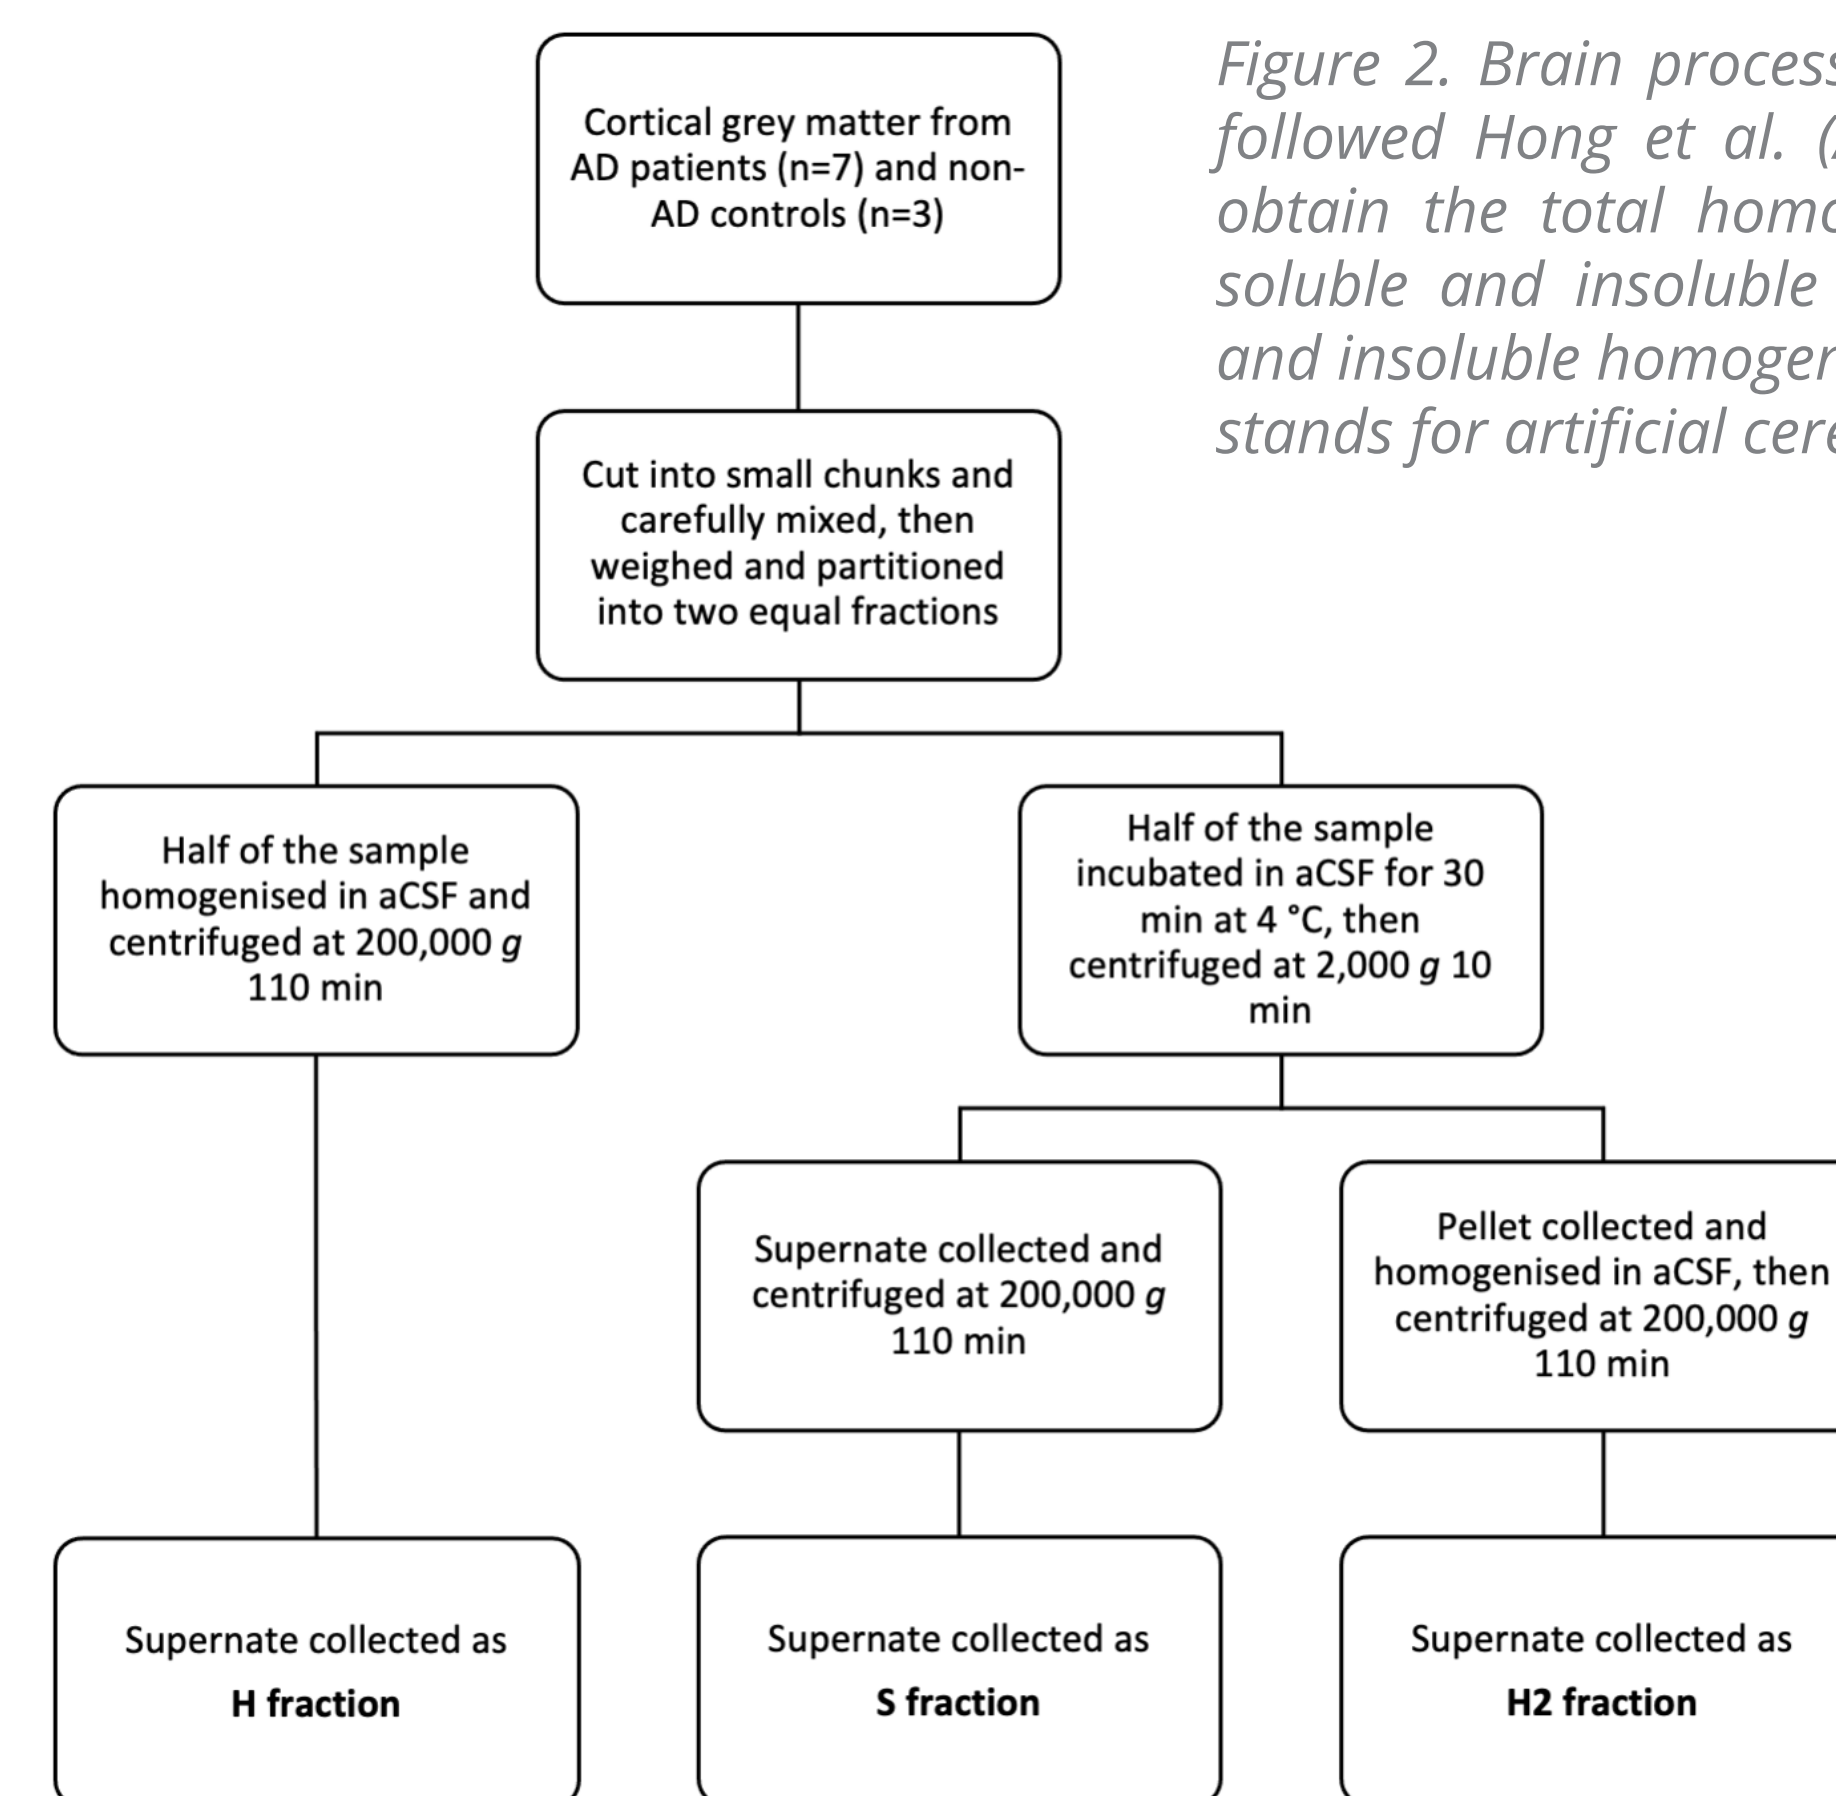 Cortical grey matter from
AD patients (n=7) and non-
AD controls (n=3)
Figure 2. Brain process
followed Hong et al. (
obtain the total homo
soluble and insoluble
and insoluble homoge
stands for artificial cere
Cut into small chunks and
carefully mixed, then
weighed and partitioned
into two equal fractions
Half of the sample
homogenised in aCSF and
centrifuged at 200,000 g
110 min
Half of the sample
incubated in aCSF for 30
min at 4 °C, then
centrifuged at 2,000 g 10
min
Supernate collected and
centrifuged at 200,000 g
110 min
Pellet collected and
homogenised in aCSF, then
centrifuged at 200,000 g
110 min
Supernate collected as
H fraction
Supernate collected as
S fraction
Supernate collected as
H2 fraction